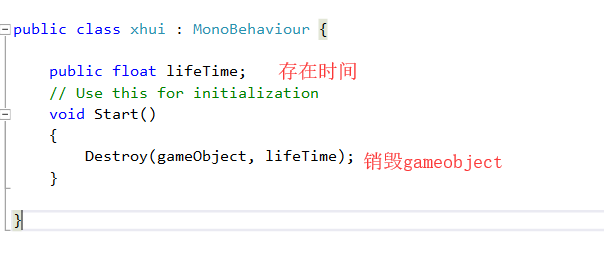 public class xhui : MonoBehaviour {
public float lifeTime; 存在时间
// Use this for initialization
void Start()
{
Destroy(gameObject, lifeTime); 销毁gameobject
}
}